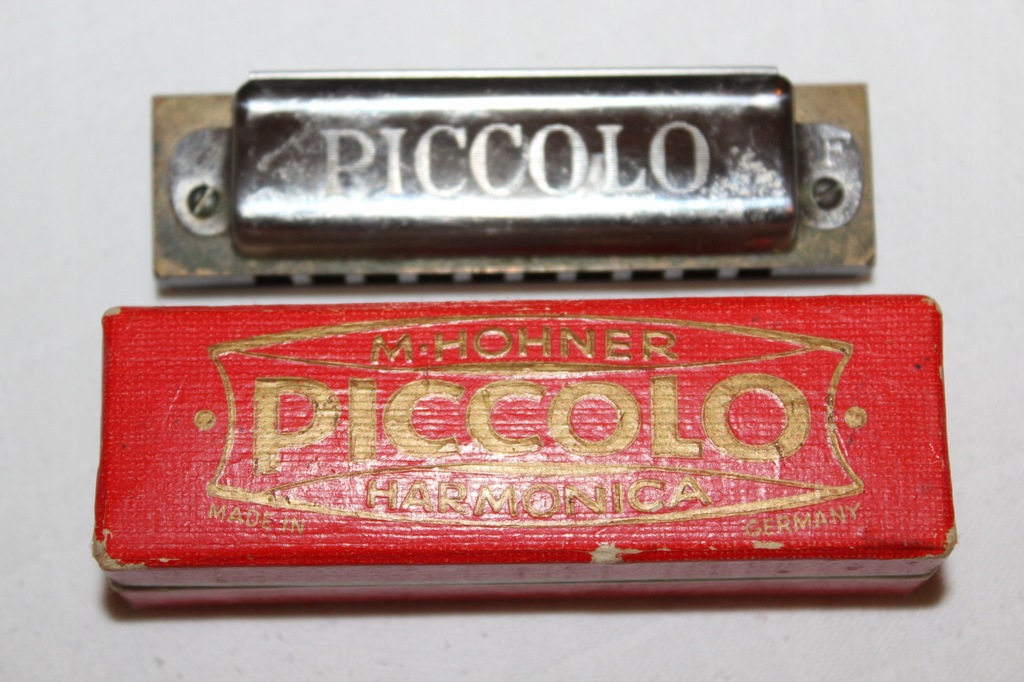 PICCOLO
F
M·HOHNER
PICCOLO
HARMONICA
MADE IN GERMANY